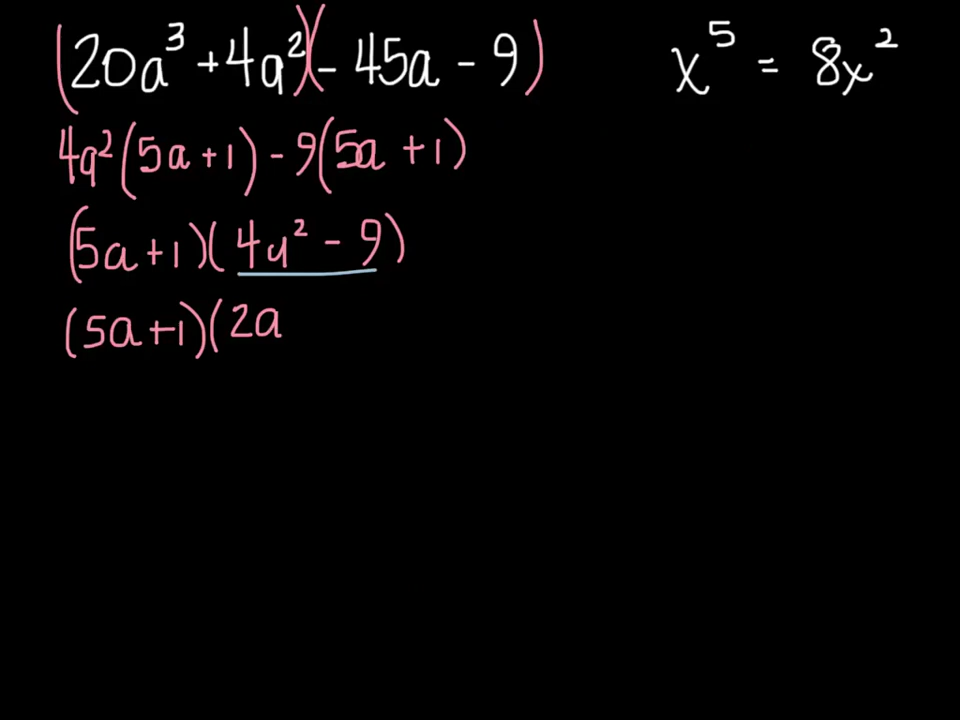 (20a³ + 4a²)(- 45a - 9)
x⁵ = 8x²
4a²(5a + 1) - 9(5a + 1)
(5a + 1)(4a² - 9)
(5a + 1)(2a